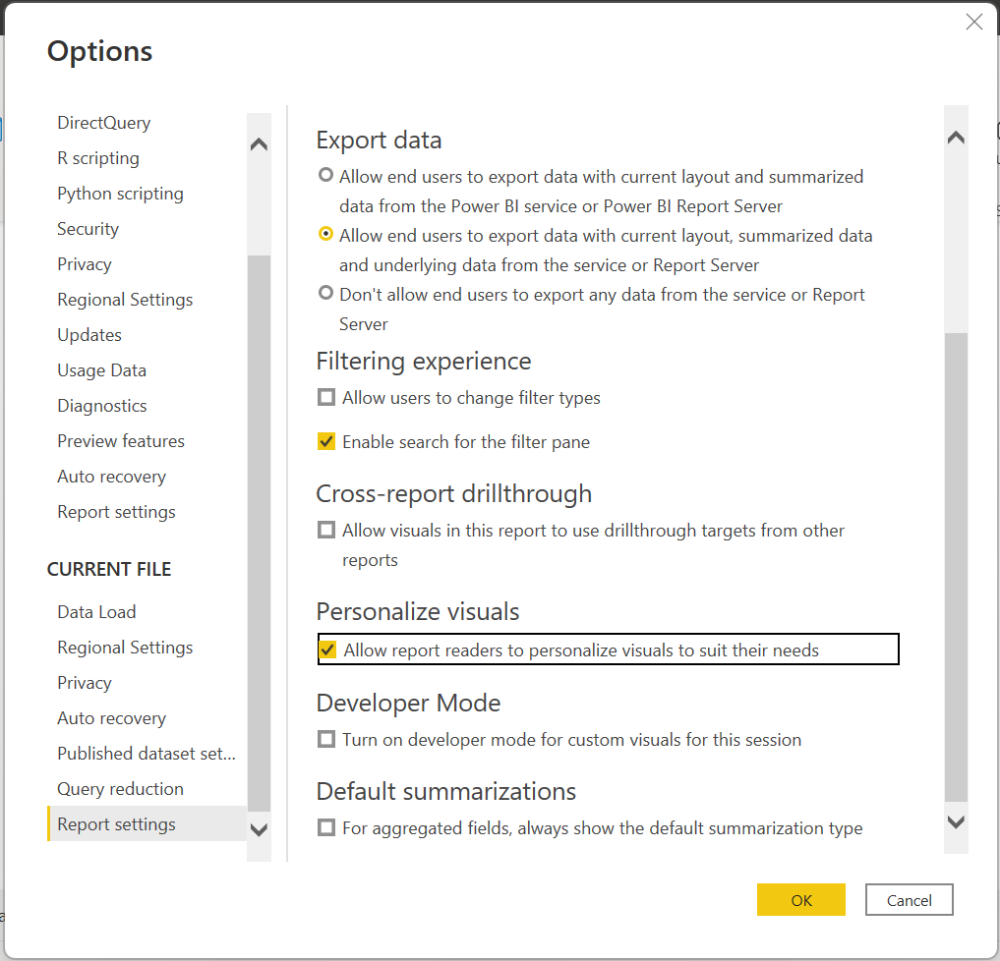 Options
DirectQuery
R scripting
Python scripting
Security
Privacy
Regional Settings
Updates
Usage Data
Diagnostics
Preview features
Auto recovery
Report settings
CURRENT FILE
Data Load
Regional Settings
Privacy
Auto recovery
Published dataset set...
Query reduction
Report settings
Export data
Allow end users to export data with current layout and summarized
data from the Power BI service or Power BI Report Server
Allow end users to export data with current layout, summarized data
and underlying data from the service or Report Server
Don't allow end users to export any data from the service or Report
Server
Filtering experience
Allow users to change filter types
Enable search for the filter pane
Cross-report drillthrough
Allow visuals in this report to use drillthrough targets from other
reports
Personalize visuals
Allow report readers to personalize visuals to suit their needs
Developer Mode
Turn on developer mode for custom visuals for this session
Default summarizations
For aggregated fields, always show the default summarization type
OK
Cancel